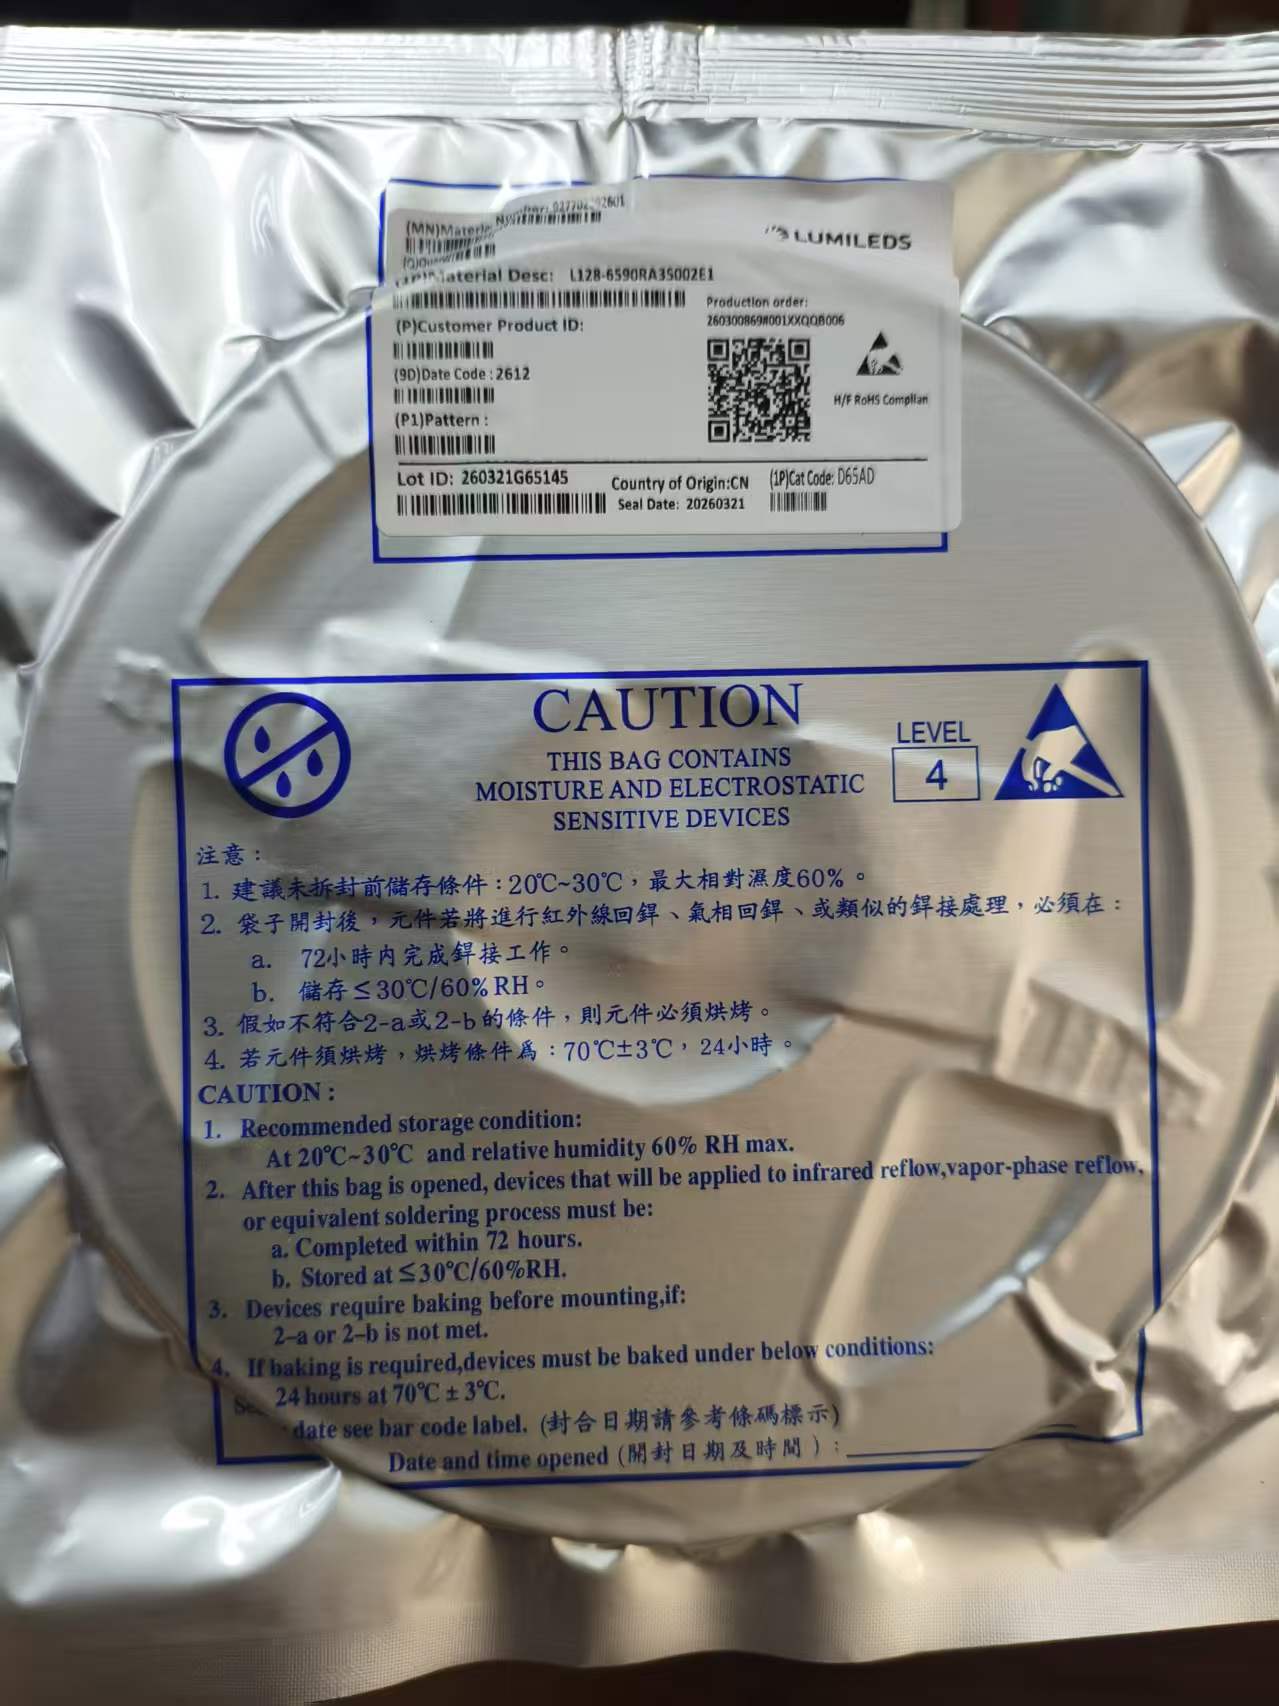 (MN)Materia Number:
LUMILEDS
Material Desc: L128-6590RA35002E1
Production order:
(P)Customer Product ID:
260300869#001XXQQB006
(9D)Date Code : 2612
H/F RoHS Complian
(P1)Pattern :
Lot ID: 260321G65145
Country of Origin:CN
(1P)Cat Code: D65AD
Seal Date: 20260321
CAUTION
THIS BAG CONTAINS
MOISTURE AND ELECTROSTATIC
SENSITIVE DEVICES
LEVEL
4
注意：
1. 建議未拆封前儲存條件：20℃~30℃，最大相對濕度60%。
2. 袋子開封後，元件若將進行紅外線回銲、氣相回銲、或類似的銲接處理，必須在：
a. 72小時內完成銲接工作。
b. 儲存≤30℃/60%RH。
3. 假如不符合2-a或2-b的條件，則元件必須烘烤。
4. 若元件須烘烤，烘烤條件爲：70℃±3℃，24小時。
CAUTION :
1. Recommended storage condition:
At 20℃~30℃ and relative humidity 60% RH max.
2. After this bag is opened, devices that will be applied to infrared reflow,vapor-phase reflow,
or equivalent soldering process must be:
a. Completed within 72 hours.
b. Stored at ≤30℃/60%RH.
3. Devices require baking before mounting,if:
2-a or 2-b is not met.
4. If baking is required,devices must be baked under below conditions:
24 hours at 70℃ ± 3℃.
date see bar code label. (封合日期請參考條碼標示)
Date and time opened (開封日期及時間)：